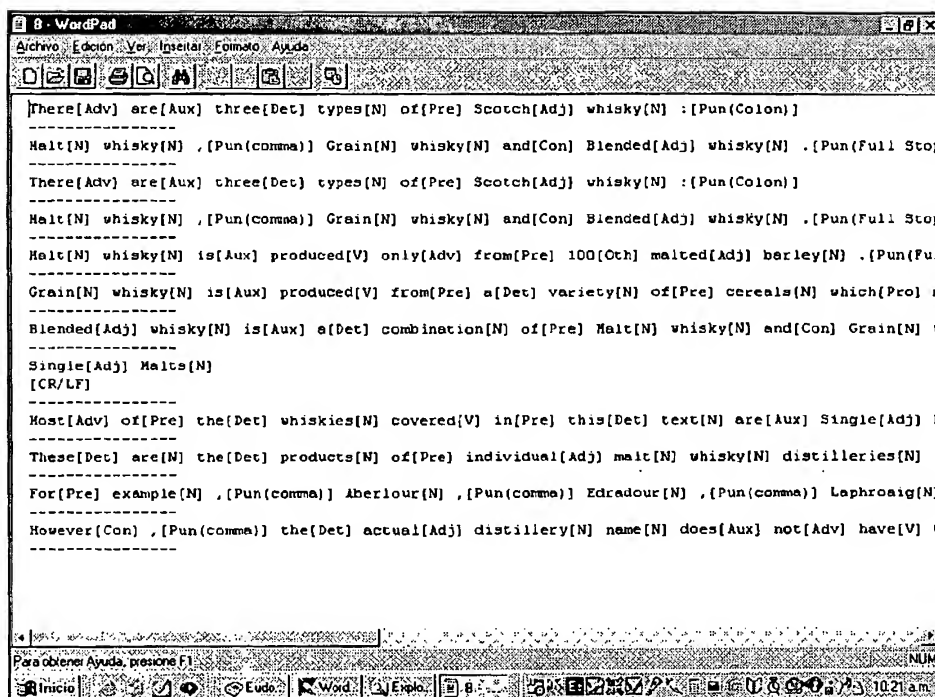 8 - WordPad
Archivo Edición Ver Insertar Formato Ayuda
There[Adv] are[Aux] three[Det] types[N] of[Pre] Scotch[Adj] whisky[N] :[Pun(Colon)]
----------------
Malt[N] whisky[N] ,[Pun(comma)] Grain[N] whisky[N] and[Con] Blended[Adj] whisky[N] .[Pun(Full Stop
----------------
There[Adv] are[Aux] three[Det] types[N] of[Pre] Scotch[Adj] whisky[N] :[Pun(Colon)]
----------------
Malt[N] whisky[N] ,[Pun(comma)] Grain[N] whisky[N] and[Con] Blended[Adj] whisky[N] .[Pun(Full Stop
----------------
Malt[N] whisky[N] is[Aux] produced[V] only[Adv] from[Pre] 100[Oth] malted[Adj] barley[N] .[Pun(Fu
----------------
Grain[N] whisky[N] is[Aux] produced[V] from[Pre] a[Det] variety[N] of[Pre] cereals[N] which[Pro]
----------------
Blended[Adj] whisky[N] is[Aux] a[Det] combination[N] of[Pre] Malt[N] whisky[N] and[Con] Grain[N]
----------------
Single[Adj] Malts[N]
[CR/LF]
----------------
Most[Adv] of[Pre] the[Det] whiskies[N] covered[V] in[Pre] this[Det] text[N] are[Aux] Single[Adj]
----------------
These[Det] are[N] the[Det] products[N] of[Pre] individual[Adj] malt[N] whisky[N] distilleries[N]
----------------
For[Pre] example[N] ,[Pun(comma)] Aberlour[N] ,[Pun(comma)] Edradour[N] ,[Pun(comma)] Laphroaig[N]
----------------
However[Con] ,[Pun(comma)] the[Det] actual[Adj] distillery[N] name[N] does[Aux] not[Adv] have[V]
----------------
Para obtener Ayuda, presione F1
NUM
Inicio Eudo... Word Explo... 8 -... 10:21 a.m.